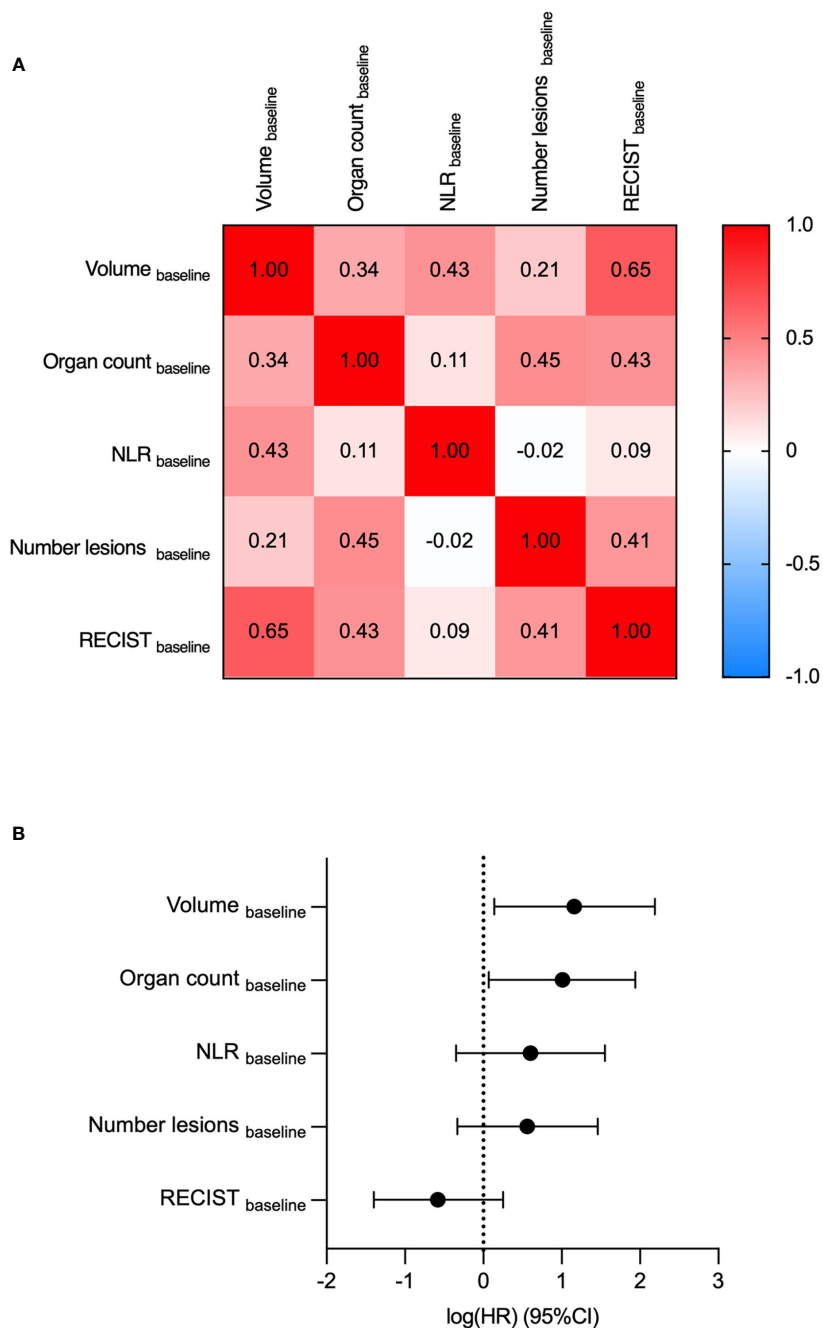 A
Volume baseline
Organ count baseline
NLR baseline
Number lesions baseline
RECIST baseline
Volume baseline 1.00 0.34 0.43 0.21 0.65
Organ count baseline 0.34 1.00 0.11 0.45 0.43
NLR baseline 0.43 0.11 1.00 -0.02 0.09
Number lesions baseline 0.21 0.45 -0.02 1.00 0.41
RECIST baseline 0.65 0.43 0.09 0.41 1.00
1.0
0.5
0
-0.5
-1.0
B
Volume baseline
Organ count baseline
NLR baseline
Number lesions baseline
RECIST baseline
-2 -1 0 1 2 3
log(HR) (95%CI)